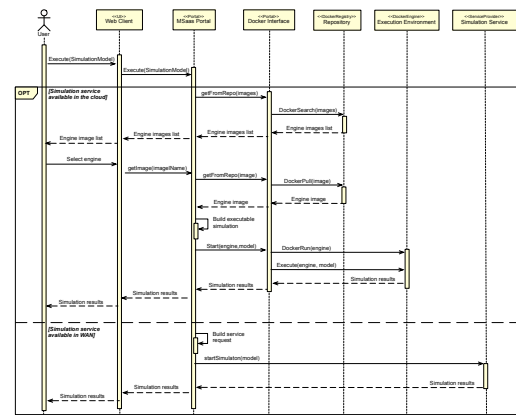 <<UI>>
<<Portal>>
<<Portal>>
<<DockerRegistry>>
<<DockerEngine>>
<<ServiceProvider>>
User
Web Client
MSaas Portal
Docker Interface
Repository
Execution Environment
Simulation Service
Execute(SimulationModel)
Execute(SimulationModel)
OPT
[Simulation service
available in the cloud]
getFromRepo(images)
DockerSearch(images)
Engine images list
Engine images list
Engine images list
Engine image list
Select engine
getImage(imageName)
getFromRepo(image)
DockerPull(image)
Engine image
Engine image
Build executable
simulation
Start(engine,model)
DockerRun(engine)
Execute(engine, model)
Simulation results
Simulation results
Simulation results
Simulation results
[Simulation service
available in WAN]
Build service
request
startSimulaton(model)
Simulation results
Simulation results
Simulation results